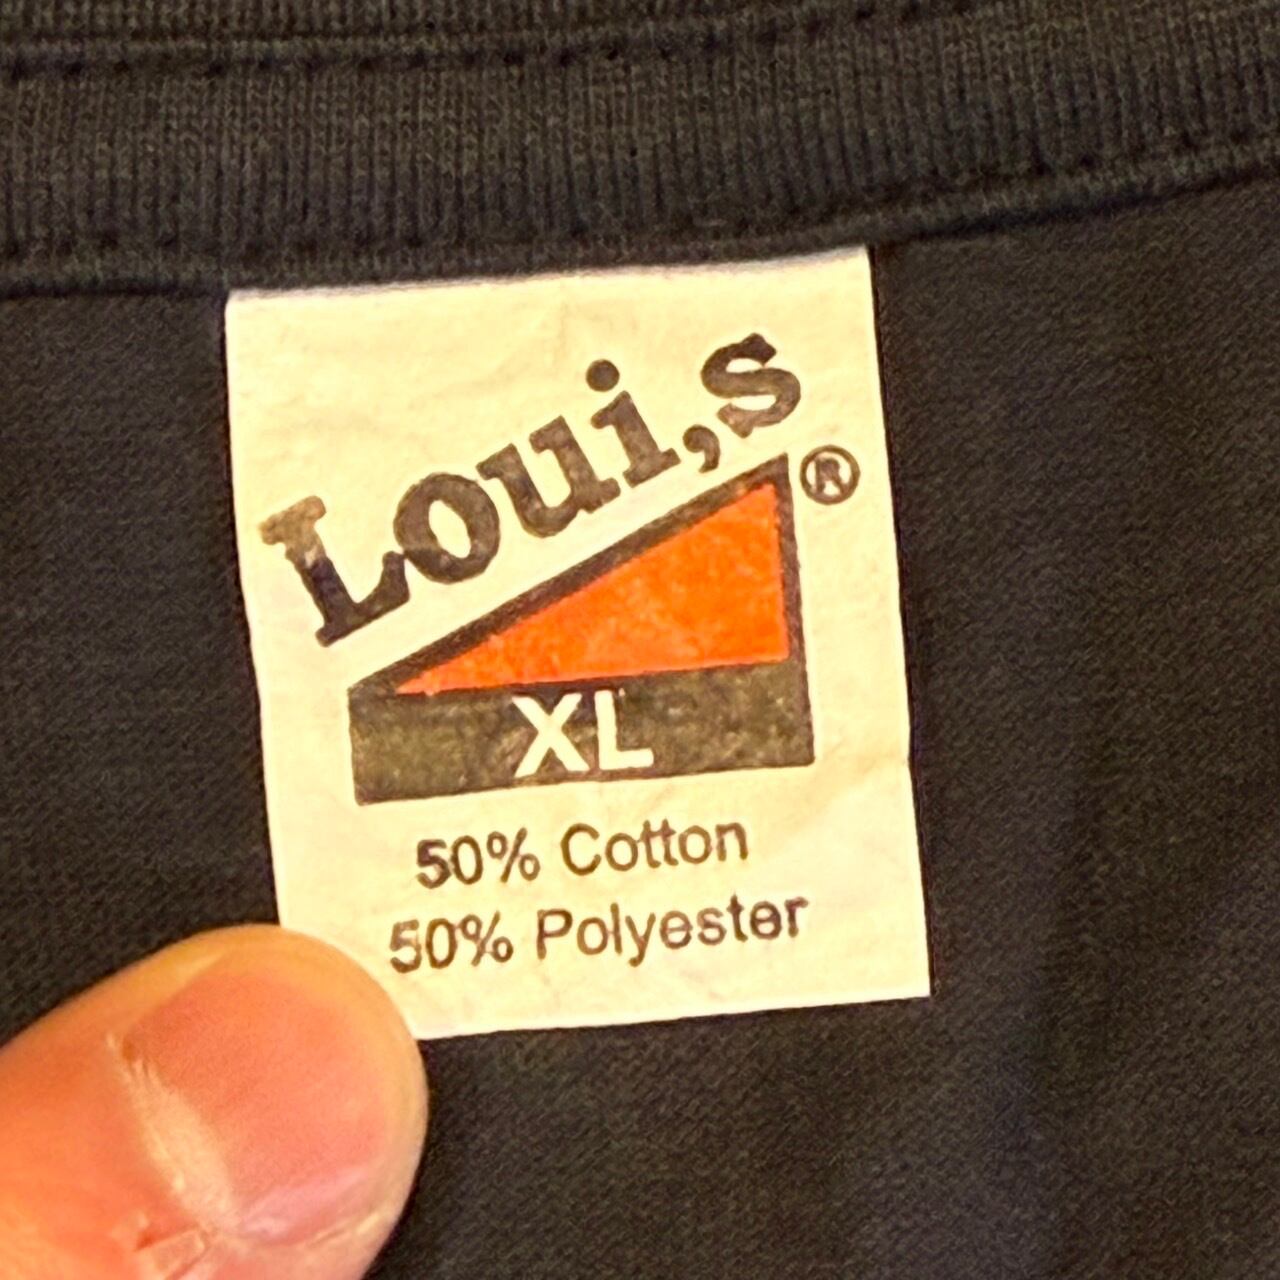 Loui,s
®
XL
50% Cotton
50% Polyester